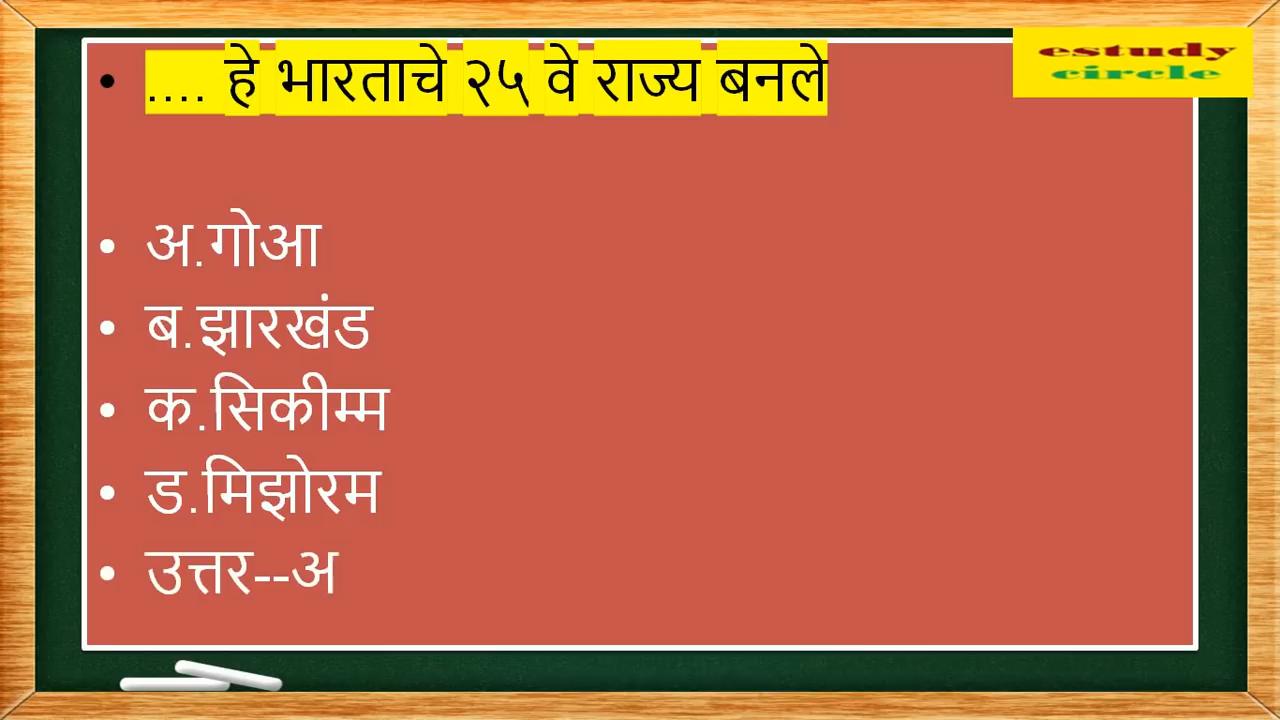 .... हे भारताचे २५ वे राज्य बनले
estudy
circle
अ.गोआ
ब.झारखंड
क.सिकीम्म
ड.मिझोरम
उत्तर--अ